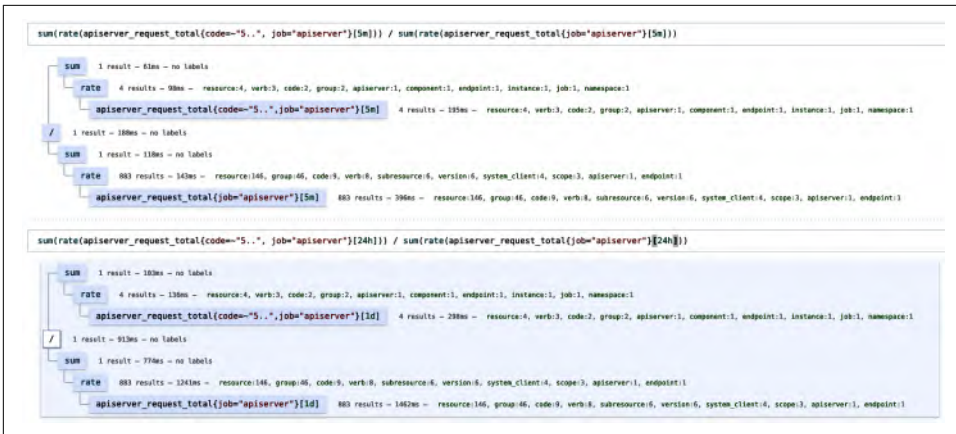 sum(rate(apiserver_request_total{code=~"5..", job="apiserver"}[5m])) / sum(rate(apiserver_request_total{job="apiserver"}[5m]))
sum 1 result – 61ms – no labels
rate 4 results – 98ms – resource:4, verb:3, code:2, group:2, apiserver:1, component:1, endpoint:1, instance:1, job:1, namespace:1
apiserver_request_total{code=~"5..",job="apiserver"}[5m] 4 results – 195ms – resource:4, verb:3, code:2, group:2, apiserver:1, component:1, endpoint:1, instance:1, job:1, namespace:1
/ 1 result – 180ms – no labels
sum 1 result – 118ms – no labels
rate 883 results – 143ms – resource:146, group:46, code:9, verb:8, subresource:6, version:6, system_client:4, scope:3, apiserver:1, endpoint:1
apiserver_request_total{job="apiserver"}[5m] 883 results – 396ms – resource:146, group:46, code:9, verb:8, subresource:6, version:6, system_client:4, scope:3, apiserver:1, endpoint:1
sum(rate(apiserver_request_total{code=~"5..", job="apiserver"}[24h])) / sum(rate(apiserver_request_total{job="apiserver"}[24h]))
sum 1 result – 103ms – no labels
rate 4 results – 136ms – resource:4, verb:3, code:2, group:2, apiserver:1, component:1, endpoint:1, instance:1, job:1, namespace:1
apiserver_request_total{code=~"5..",job="apiserver"}[1d] 4 results – 298ms – resource:4, verb:3, code:2, group:2, apiserver:1, component:1, endpoint:1, instance:1, job:1, namespace:1
/ 1 result – 913ms – no labels
sum 1 result – 774ms – no labels
rate 883 results – 1241ms – resource:146, group:46, code:9, verb:8, subresource:6, version:6, system_client:4, scope:3, apiserver:1, endpoint:1
apiserver_request_total{job="apiserver"}[1d] 883 results – 1462ms – resource:146, group:46, code:9, verb:8, subresource:6, version:6, system_client:4, scope:3, apiserver:1, endpoint:1